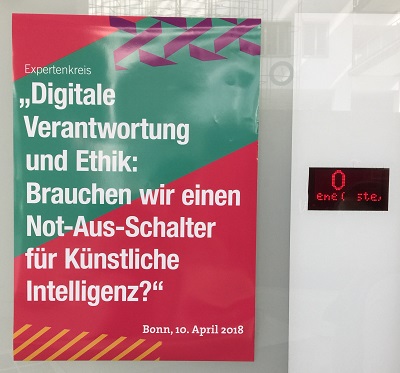 Expertenkreis
„Digitale
Verantwortung
und Ethik:
Brauchen wir einen
Not-Aus-Schalter
für Künstliche
Intelligenz?“
Bonn, 10. April 2018
0